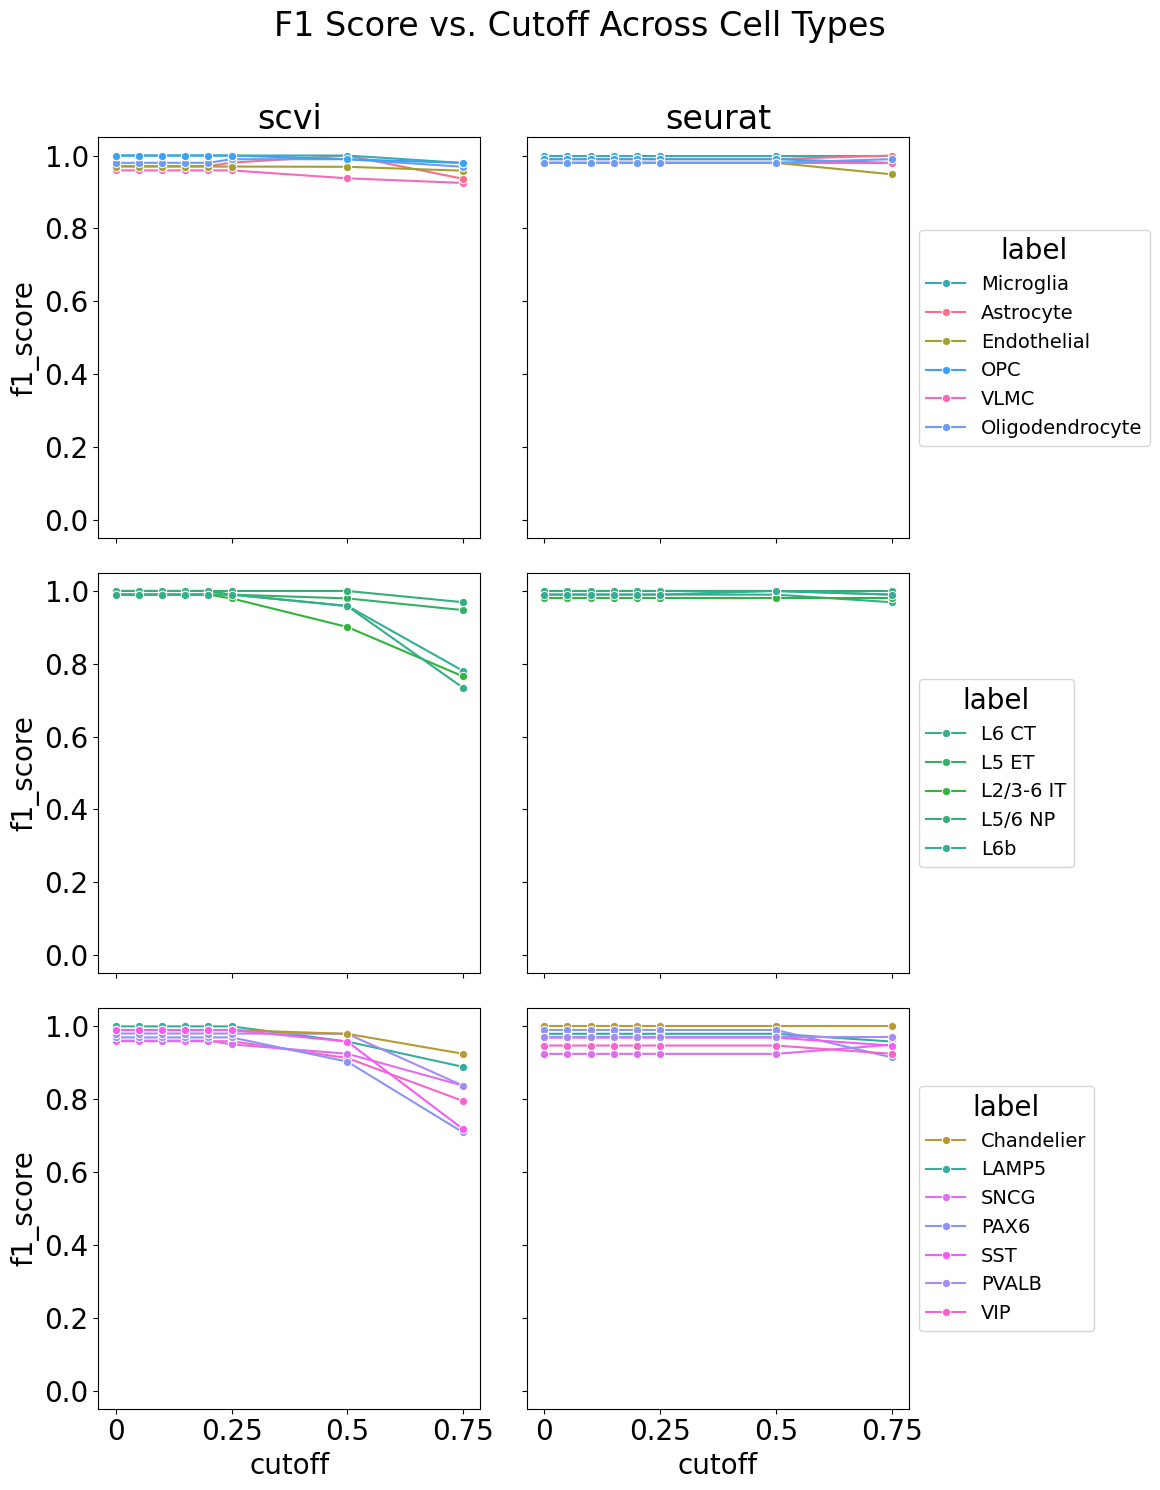 F1 Score vs. Cutoff Across Cell Types
scvi
seurat
f1_score
1.0
0.8
0.6
0.4
0.2
0.0
label
Microglia
Astrocyte
Endothelial
OPC
VLMC
Oligodendrocyte
f1_score
1.0
0.8
0.6
0.4
0.2
0.0
label
L6 CT
L5 ET
L2/3-6 IT
L5/6 NP
L6b
f1_score
1.0
0.8
0.6
0.4
0.2
0.0
label
Chandelier
LAMP5
SNCG
PAX6
SST
PVALB
VIP
0 0.25 0.5 0.75
cutoff
0 0.25 0.5 0.75
cutoff